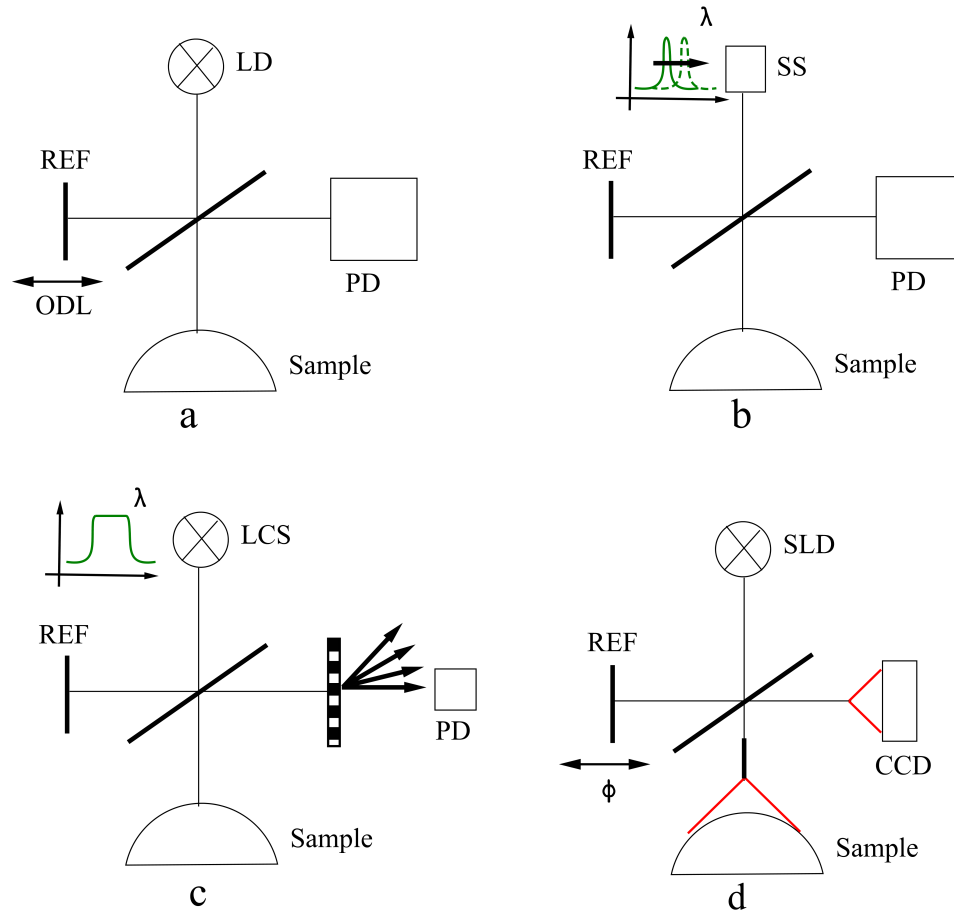 LD
REF
ODL
PD
Sample
a
λ
SS
REF
PD
Sample
b
λ
LCS
REF
PD
Sample
c
SLD
REF
ϕ
CCD
Sample
d